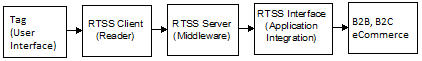 Tag
(User
Interface)
RTSS Client
(Reader)
RTSS Server
(Middleware)
RTSS Interface
(Application
Integration)
B2B, B2C
eCommerce